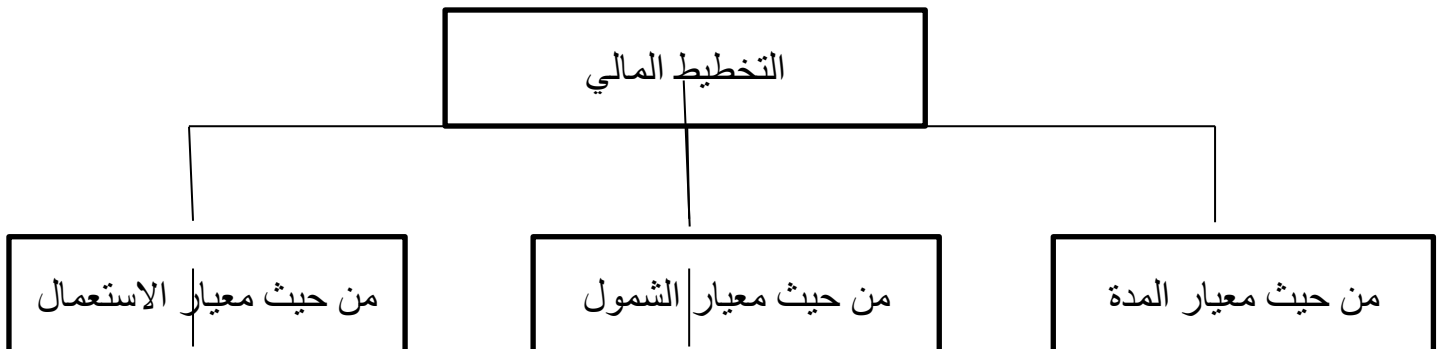 التخطيط المالي
من حيث معيار المدة
من حيث معيار الشمول
من حيث معيار الاستعمال